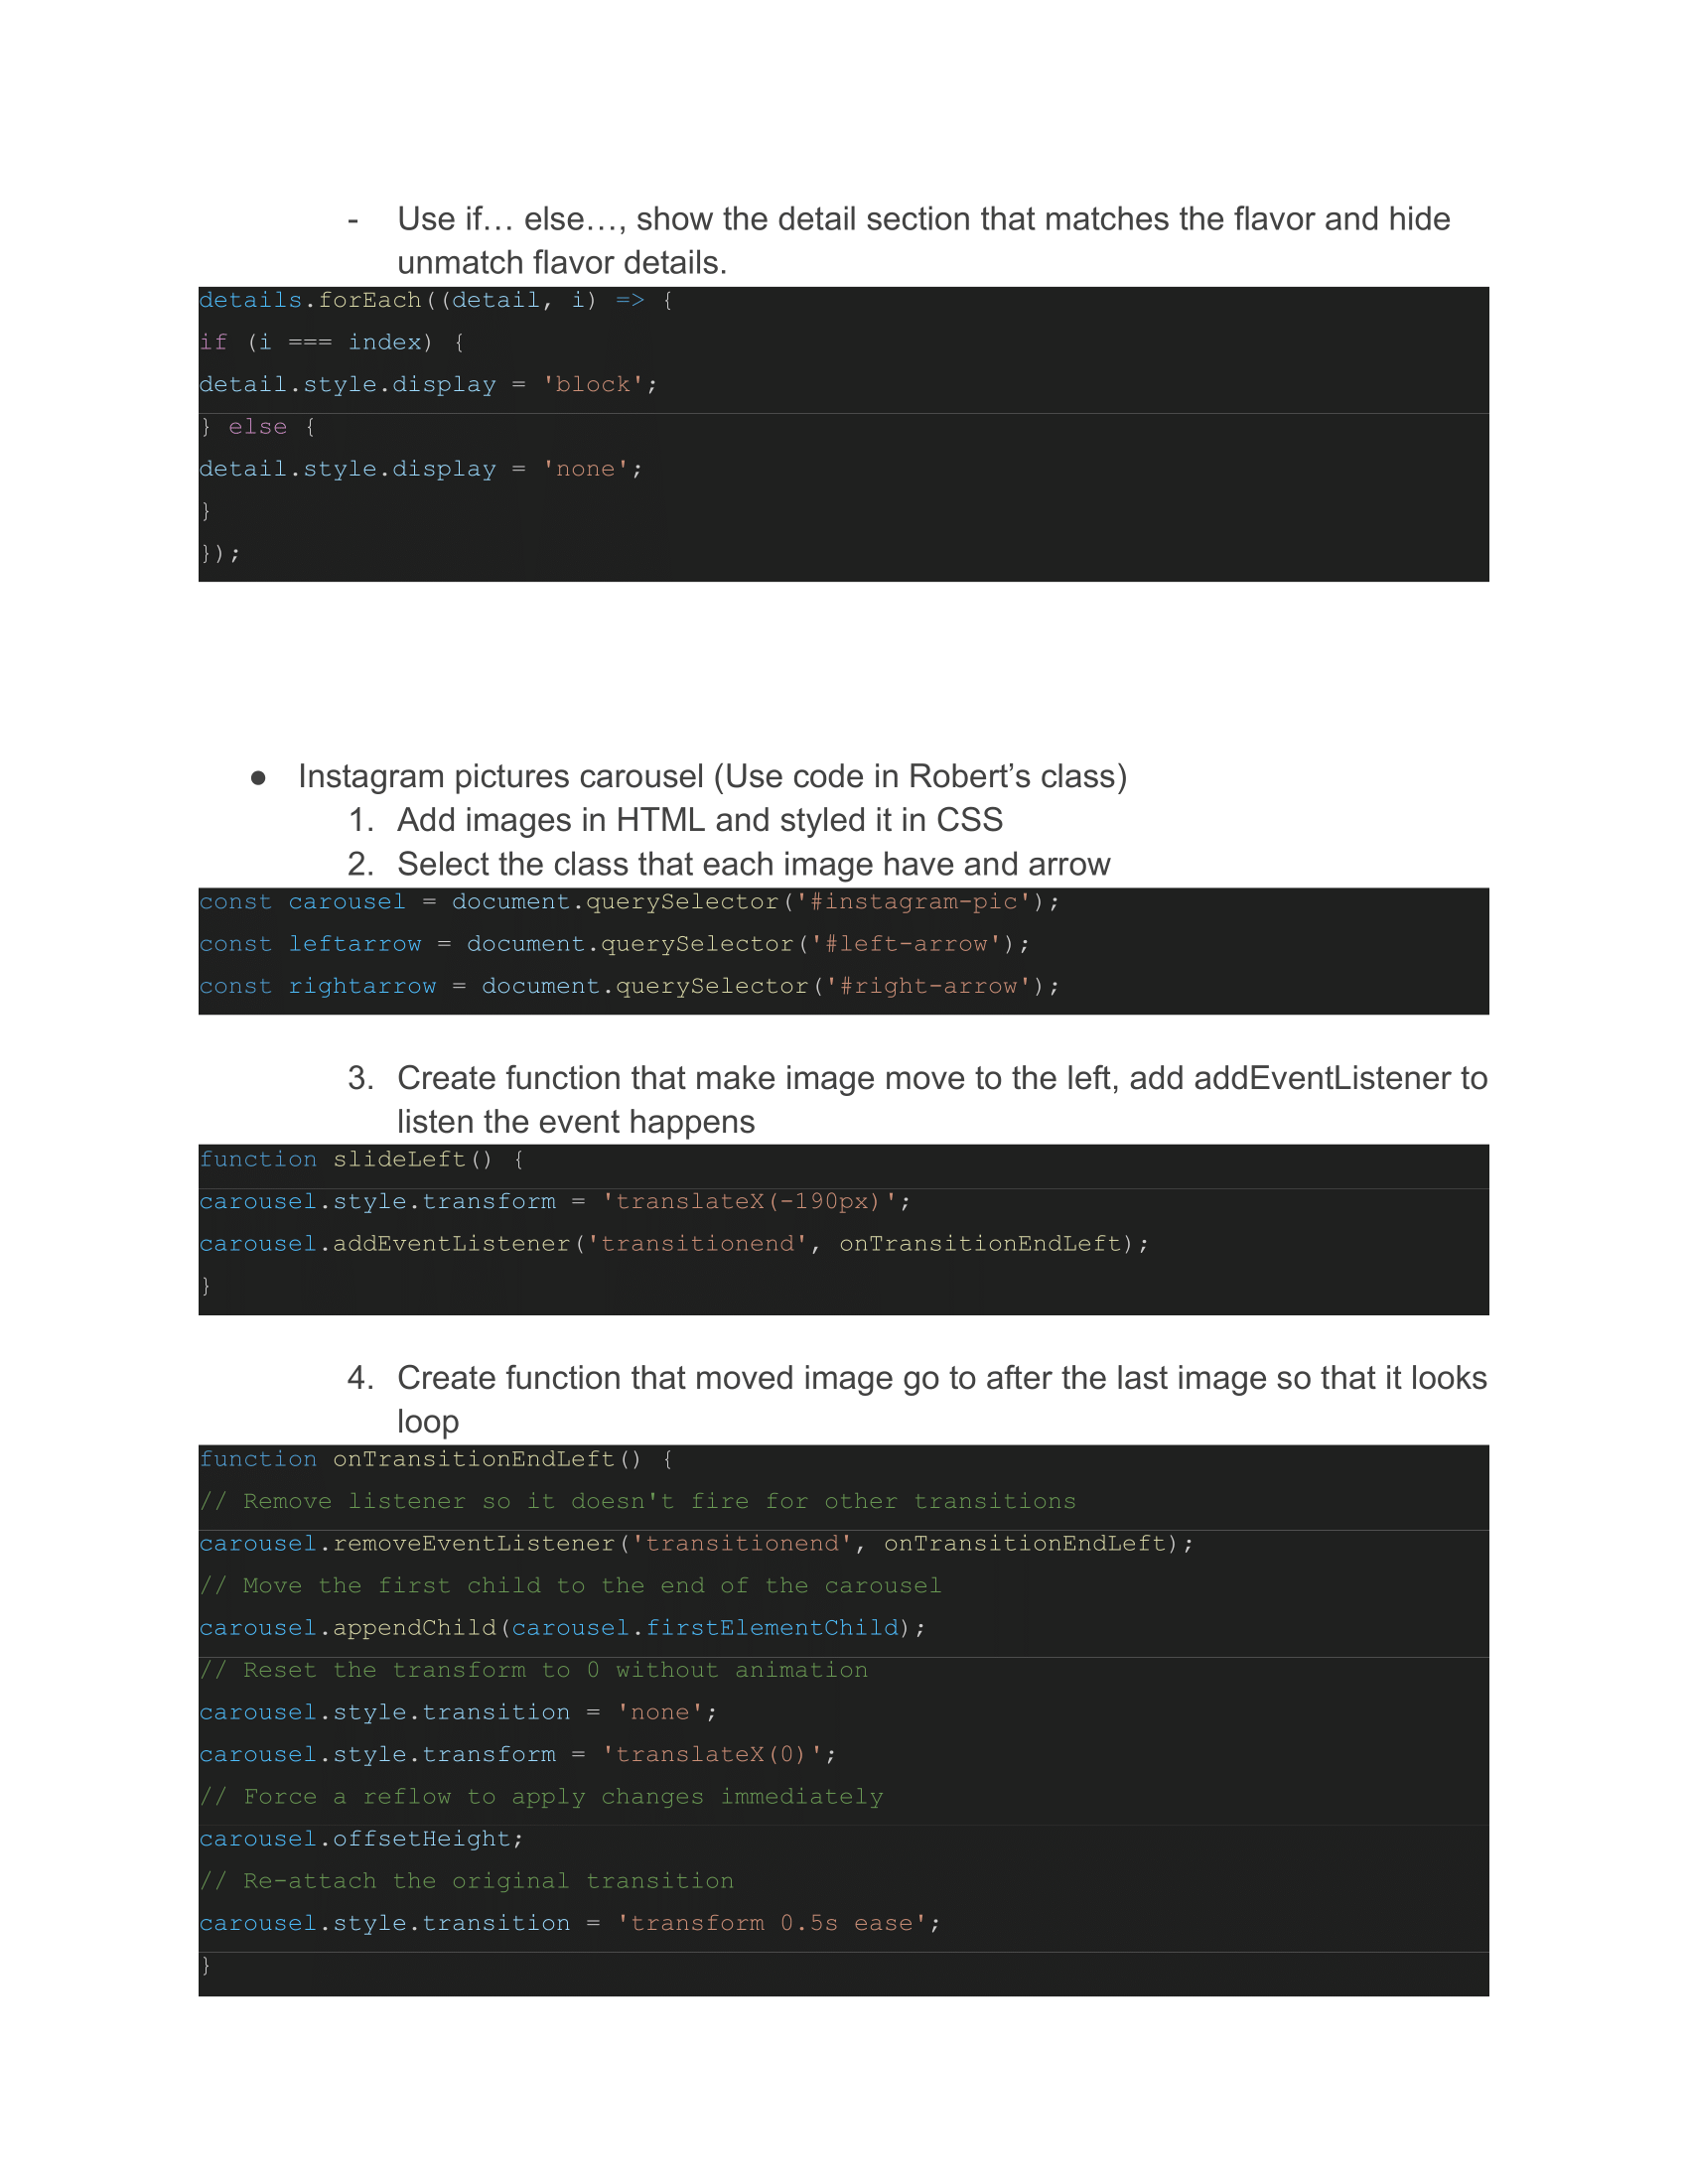 - Use if… else…, show the detail section that matches the flavor and hide
unmatch flavor details.
details.forEach((detail, i) => {
if (i === index) {
detail.style.display = 'block';
} else {
detail.style.display = 'none';
}
});
● Instagram pictures carousel (Use code in Robert’s class)
1. Add images in HTML and styled it in CSS
2. Select the class that each image have and arrow
const carousel = document.querySelector('#instagram-pic');
const leftarrow = document.querySelector('#left-arrow');
const rightarrow = document.querySelector('#right-arrow');
3. Create function that make image move to the left, add addEventListener to
listen the event happens
function slideLeft() {
carousel.style.transform = 'translateX(-190px)';
carousel.addEventListener('transitionend', onTransitionEndLeft);
}
4. Create function that moved image go to after the last image so that it looks
loop
function onTransitionEndLeft() {
// Remove listener so it doesn't fire for other transitions
carousel.removeEventListener('transitionend', onTransitionEndLeft);
// Move the first child to the end of the carousel
carousel.appendChild(carousel.firstElementChild);
// Reset the transform to 0 without animation
carousel.style.transition = 'none';
carousel.style.transform = 'translateX(0)';
// Force a reflow to apply changes immediately
carousel.offsetHeight;
// Re-attach the original transition
carousel.style.transition = 'transform 0.5s ease';
}